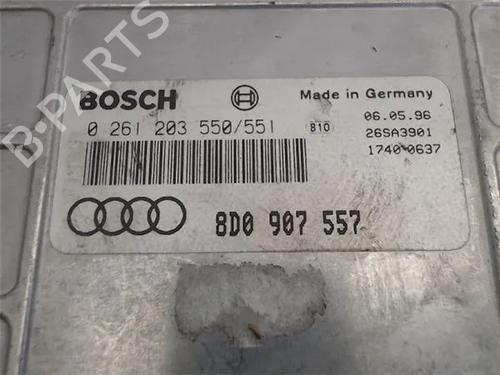 B-PARTS
BOSCH
Made in Germany
0 261 203 550/551
B10
06.05.96
26SA3901
1740 0637
8D0 907 557